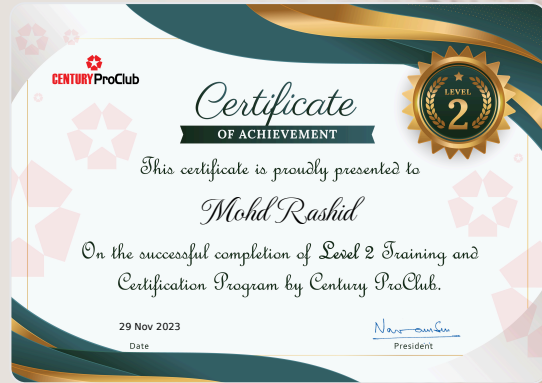 CENTURY ProClub
Certificate
OF ACHIEVEMENT
LEVEL
2
This certificate is proudly presented to
Mohd Rashid
On the successful completion of Level 2 Training and
Certification Program by Century ProClub.
29 Nov 2023
Date
President